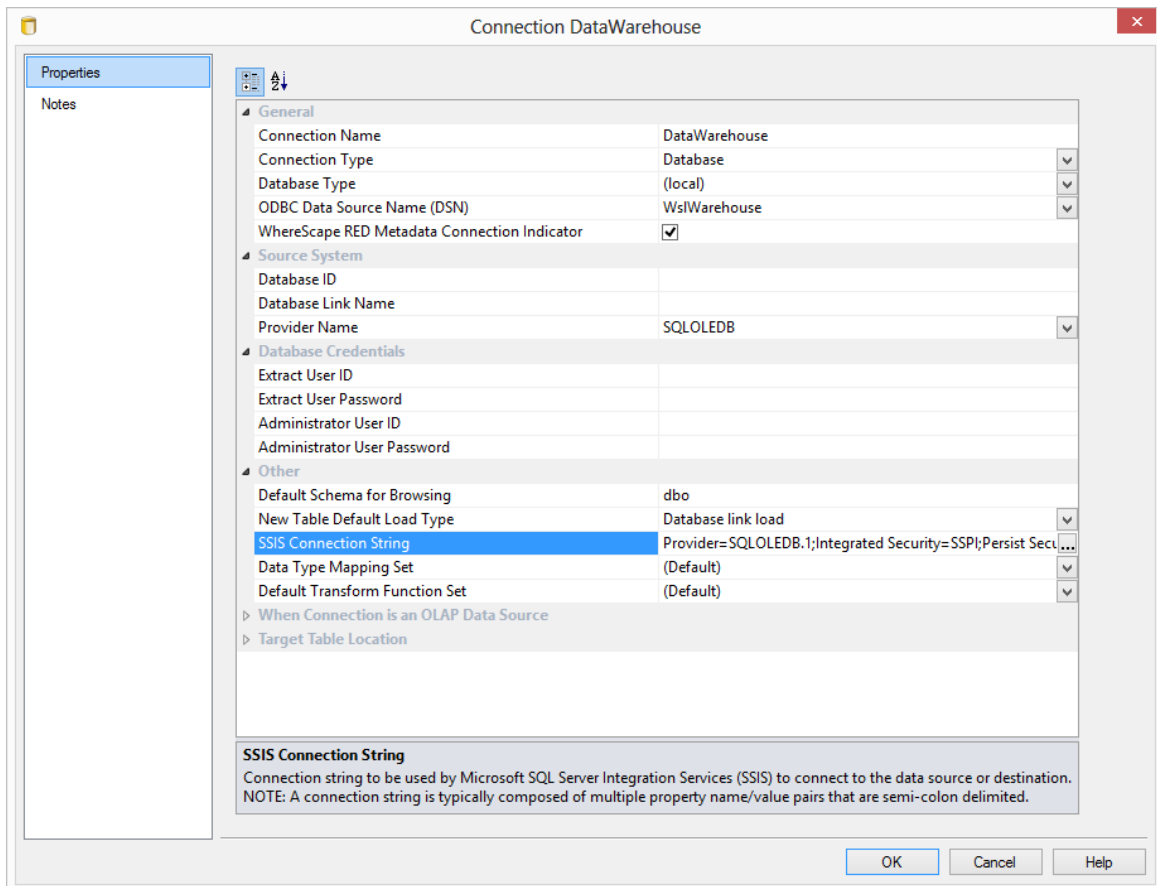 Connection DataWarehouse
Properties
Notes
General
Connection Name DataWarehouse
Connection Type Database
Database Type (local)
ODBC Data Source Name (DSN) WslWarehouse
WhereScape RED Metadata Connection Indicator
Source System
Database ID
Database Link Name
Provider Name SQLOLEDB
Database Credentials
Extract User ID
Extract User Password
Administrator User ID
Administrator User Password
Other
Default Schema for Browsing dbo
New Table Default Load Type Database link load
SSIS Connection String Provider=SQLOLEDB.1;Integrated Security=SSPI;Persist Secu ...
Data Type Mapping Set (Default)
Default Transform Function Set (Default)
When Connection is an OLAP Data Source
Target Table Location
SSIS Connection String
Connection string to be used by Microsoft SQL Server Integration Services (SSIS) to connect to the data source or destination.
NOTE: A connection string is typically composed of multiple property name/value pairs that are semi-colon delimited.
OK Cancel Help